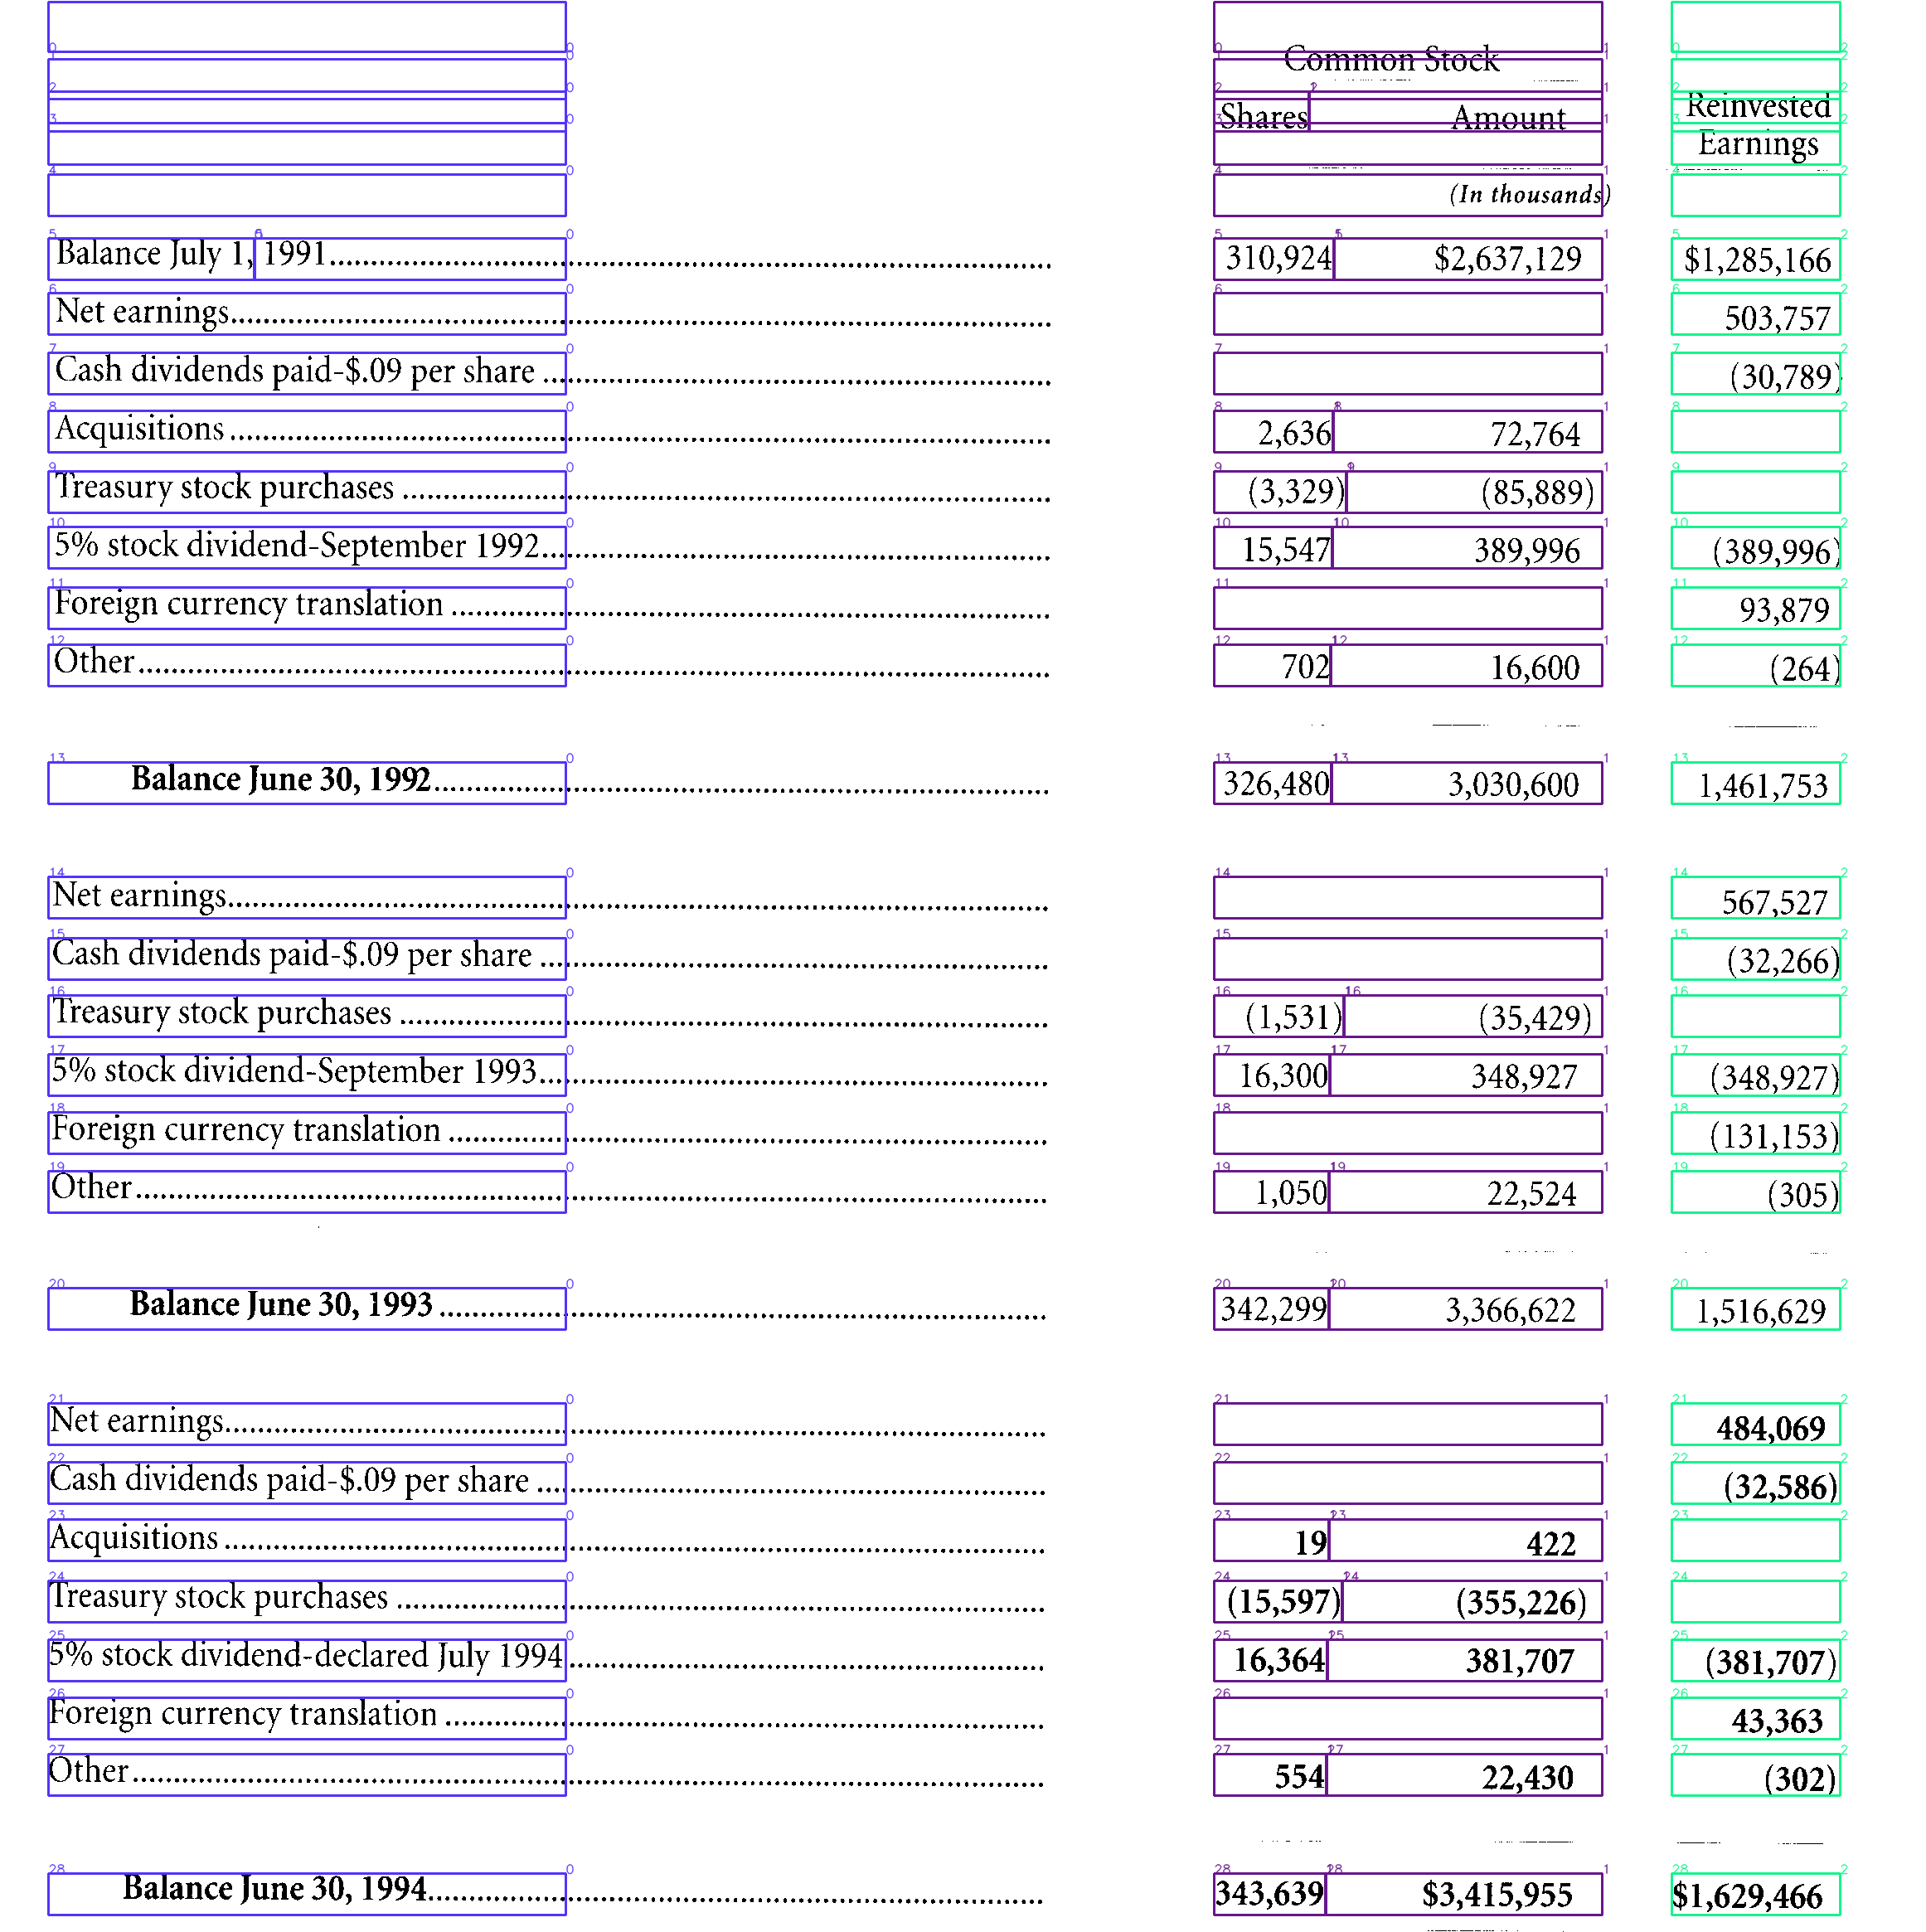 Common Stock
Shares Amount Reinvested Earnings
(In thousands)
Balance July 1, 1991 310,924 $2,637,129 $1,285,166
Net earnings 503,757
Cash dividends paid-$.09 per share (30,789)
Acquisitions 2,636 72,764
Treasury stock purchases (3,329) (85,889)
5% stock dividend-September 1992 15,547 389,996 (389,996)
Foreign currency translation 93,879
Other 702 16,600 (264)
Balance June 30, 1992 326,480 3,030,600 1,461,753
Net earnings 567,527
Cash dividends paid-$.09 per share (32,266)
Treasury stock purchases (1,531) (35,429)
5% stock dividend-September 1993 16,300 348,927 (348,927)
Foreign currency translation (131,153)
Other 1,050 22,524 (305)
Balance June 30, 1993 342,299 3,366,622 1,516,629
Net earnings 484,069
Cash dividends paid-$.09 per share (32,586)
Acquisitions 19 422
Treasury stock purchases (15,597) (355,226)
5% stock dividend-declared July 1994 16,364 381,707 (381,707)
Foreign currency translation 43,363
Other 554 22,430 (302)
Balance June 30, 1994 343,639 $3,415,955 $1,629,466